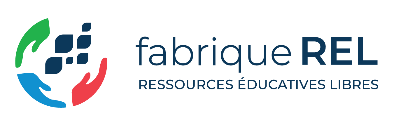 fabrique REL
RESSOURCES ÉDUCATIVES LIBRES